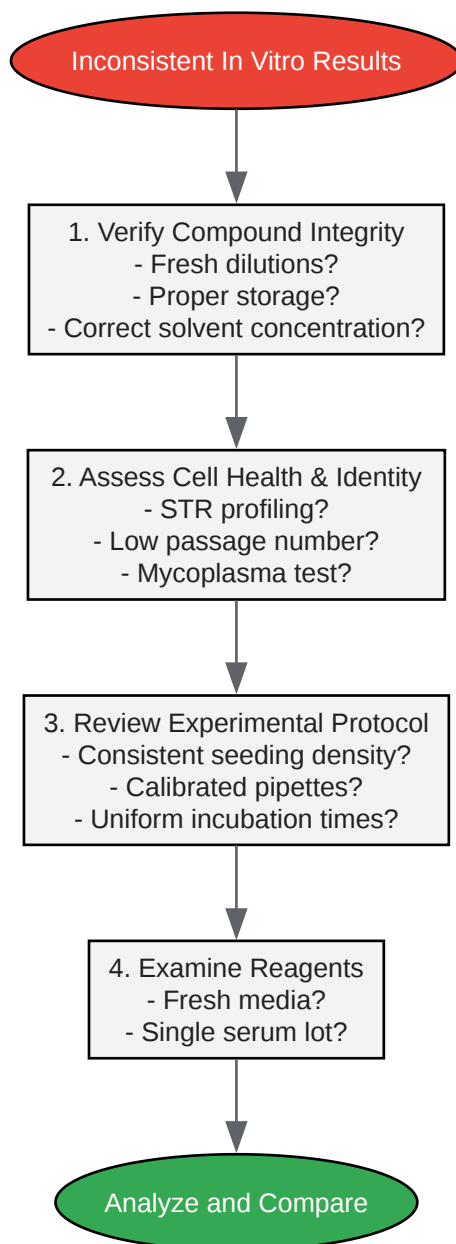 Inconsistent In Vitro Results
1. Verify Compound Integrity
- Fresh dilutions?
- Proper storage?
- Correct solvent concentration?
2. Assess Cell Health & Identity
- STR profiling?
- Low passage number?
- Mycoplasma test?
3. Review Experimental Protocol
- Consistent seeding density?
- Calibrated pipettes?
- Uniform incubation times?
4. Examine Reagents
- Fresh media?
- Single serum lot?
Analyze and Compare